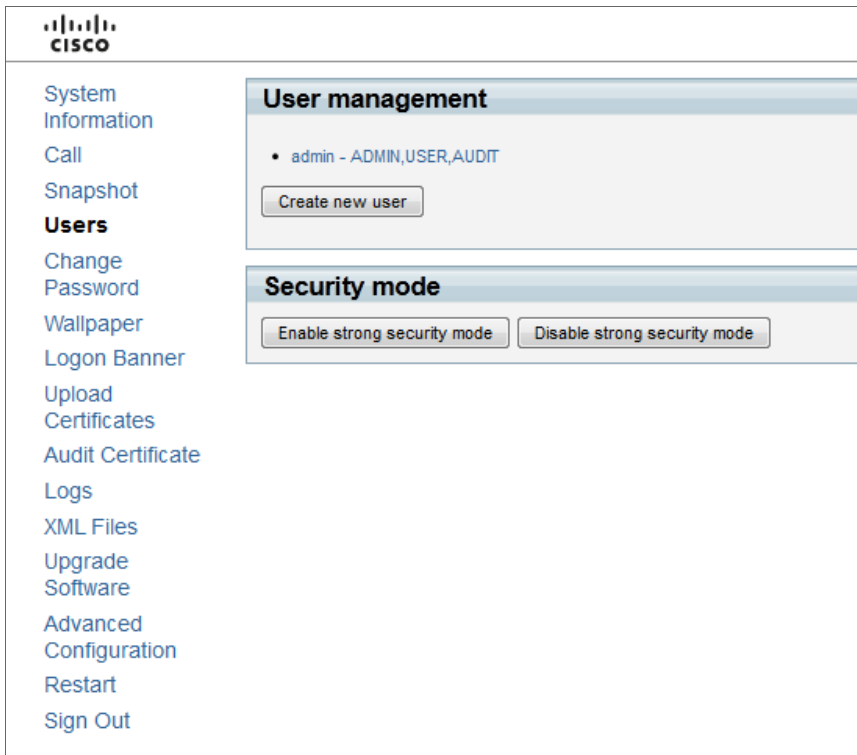 CISCO
System
Information
Call
Snapshot
Users
Change
Password
Wallpaper
Logon Banner
Upload
Certificates
Audit Certificate
Logs
XML Files
Upgrade
Software
Advanced
Configuration
Restart
Sign Out
User management
• admin - ADMIN,USER,AUDIT
Create new user
Security mode
Enable strong security mode Disable strong security mode